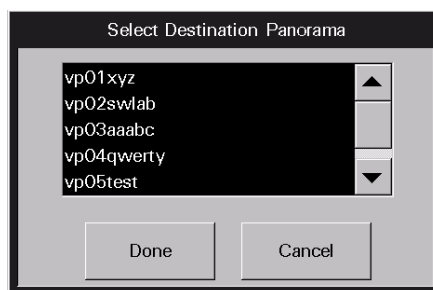 Select Destination Panorama
vp01xyz
vp02swlab
vp03aaabc
vp04qwerty
vp05test
Done
Cancel